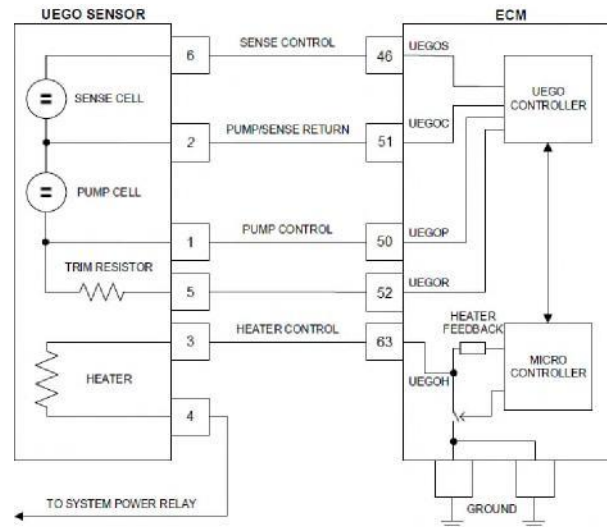 UEGO SENSOR
ECM
6
SENSE CONTROL
46
UEGOS
SENSE CELL
UEGO
CONTROLLER
2
PUMP/SENSE RETURN
51
UEGOC
PUMP CELL
1
PUMP CONTROL
50
UEGOP
TRIM RESISTOR
5
52
UEGOR
HEATER
FEEDBACK
3
HEATER CONTROL
63
UEGOH
MICRO
CONTROLLER
HEATER
4
TO SYSTEM POWER RELAY
GROUND